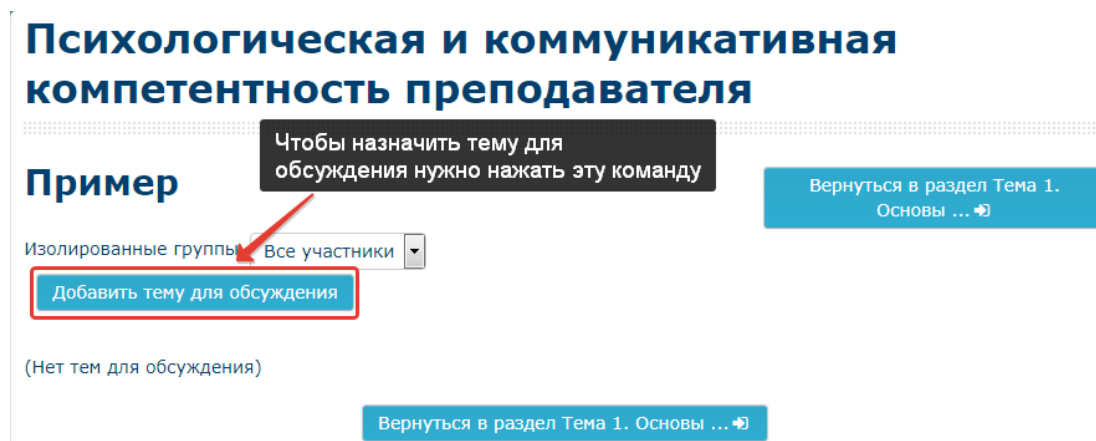 Психологическая и коммуникативная
компетентность преподавателя
Чтобы назначить тему для
обсуждения нужно нажать эту команду
Пример
Вернуться в раздел Тема 1.
Основы ...
Изолированные группы Все участники
Добавить тему для обсуждения
(Нет тем для обсуждения)
Вернуться в раздел Тема 1. Основы ...